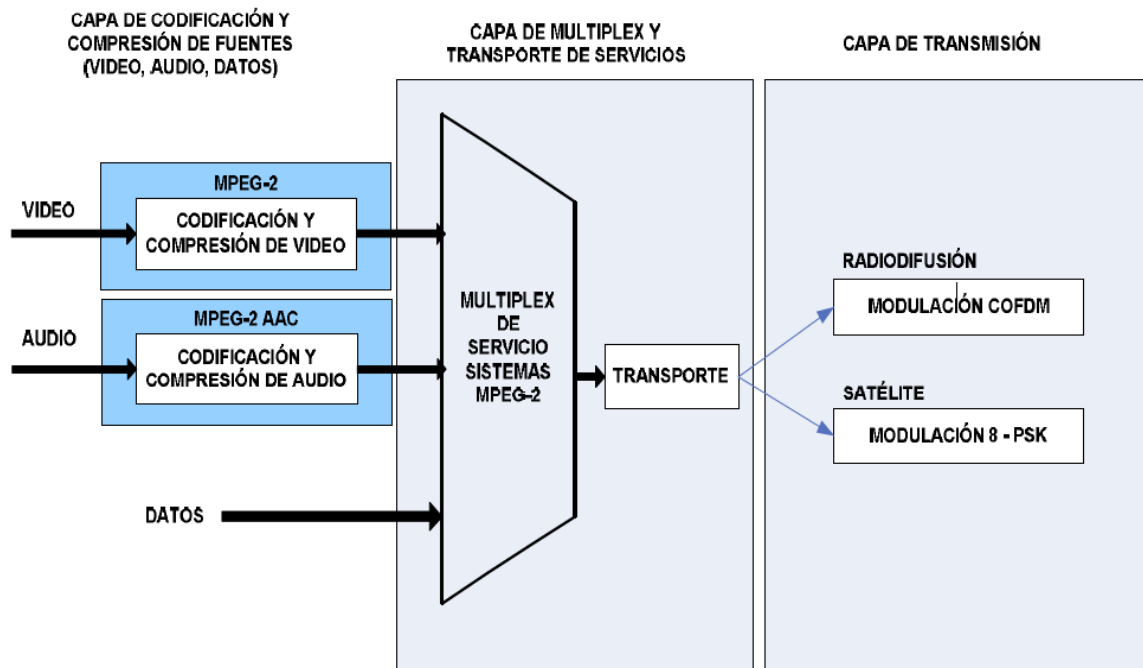 CAPA DE CODIFICACIÓN Y
COMPRESIÓN DE FUENTES
(VIDEO, AUDIO, DATOS)
CAPA DE MULTIPLEX Y
TRANSPORTE DE SERVICIOS
CAPA DE TRANSMISIÓN
MPEG-2
VIDEO
CODIFICACIÓN Y
COMPRESIÓN DE VIDEO
MPEG-2 AAC
AUDIO
CODIFICACIÓN Y
COMPRESIÓN DE AUDIO
DATOS
MULTIPLEX
DE
SERVICIO
SISTEMAS
MPEG-2
TRANSPORTE
RADIODIFUSIÓN
MODULACIÓN COFDM
SATÉLITE
MODULACIÓN 8 - PSK